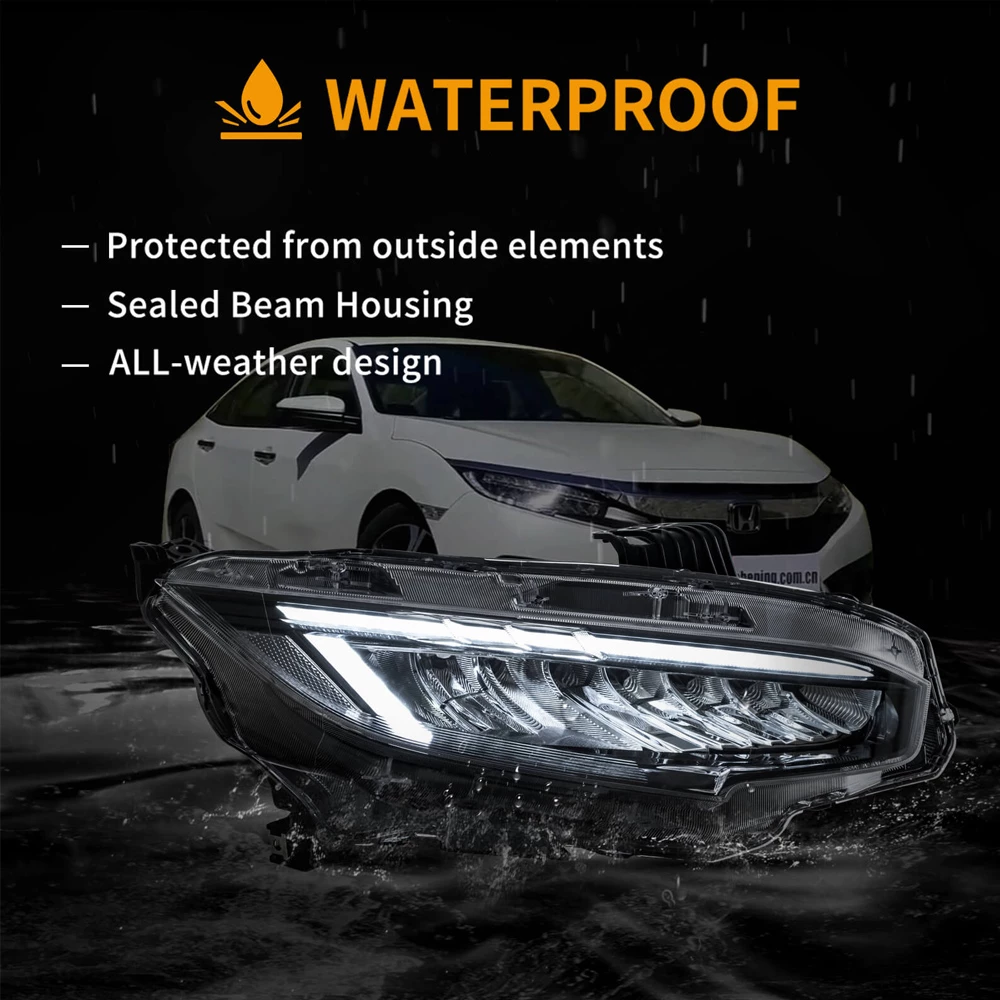 WATERPROOF
— Protected from outside elements
— Sealed Beam Housing
— ALL-weather design